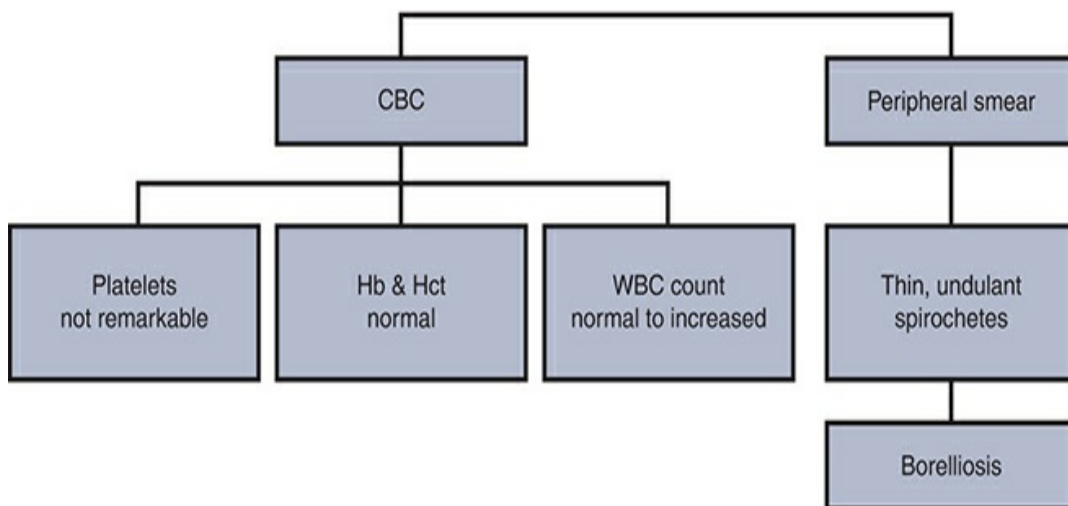 CBC
Peripheral smear
Platelets
not remarkable
Hb & Hct
normal
WBC count
normal to increased
Thin, undulant
spirochetes
Borelliosis